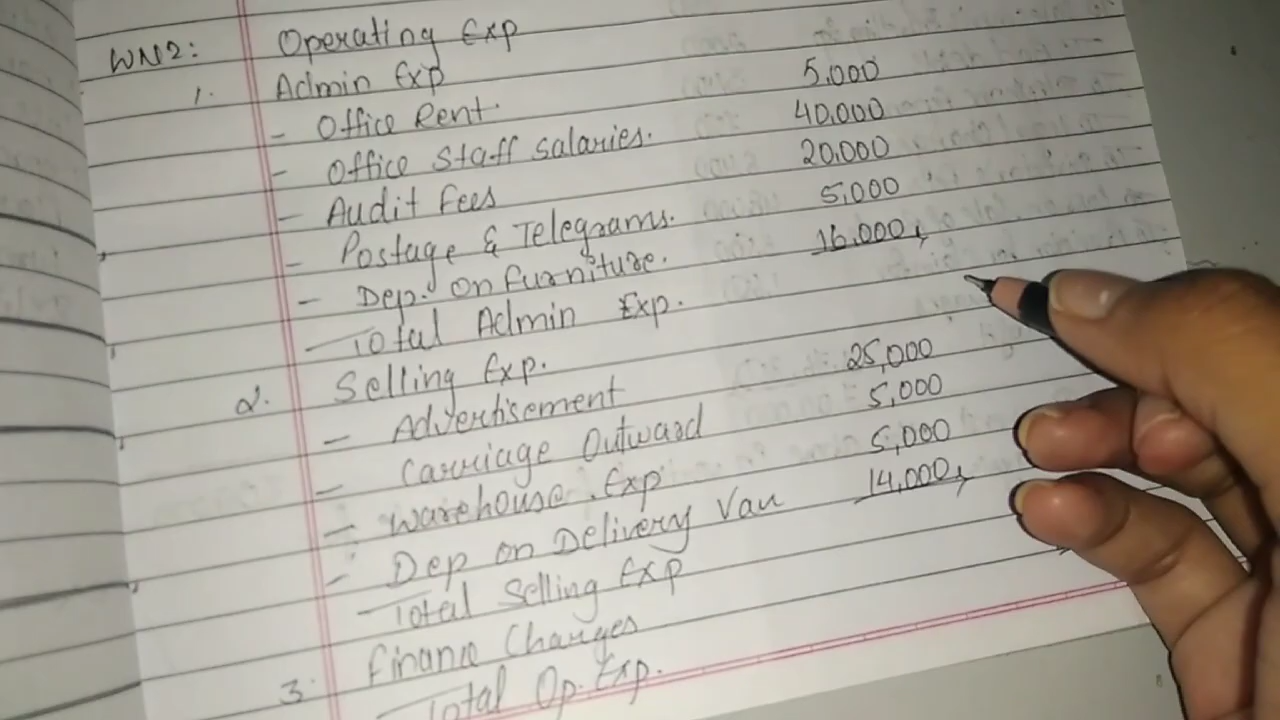 WN2: Operating Exp
1. Admin Exp
- Office Rent. 5,000
- Office Staff Salaries. 40,000
- Audit Fees 20,000
- Postage & Telegrams. 5,000
- Dep. on Furniture. 16,000
Total Admin Exp.
2. Selling Exp.
- Advertisement 25,000
- Carriage Outward 5,000
- Warehouse Exp 5,000
- Dep on Delivery Van 14,000
Total Selling Exp
3. Finance Charges
Total Op. Exp.